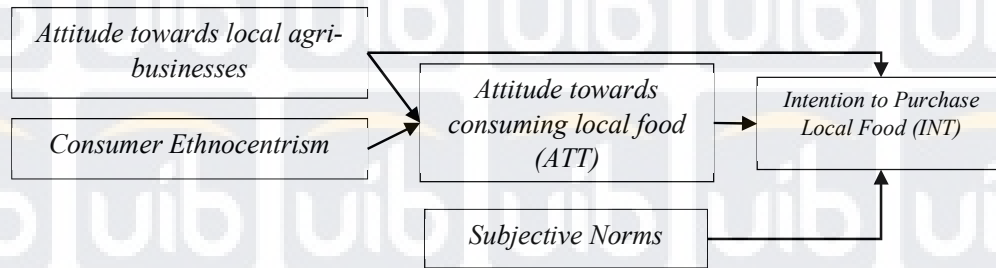 Attitude towards local agri-
businesses
Consumer Ethnocentrism
Attitude towards
consuming local food
(ATT)
Intention to Purchase
Local Food (INT)
Subjective Norms
uib